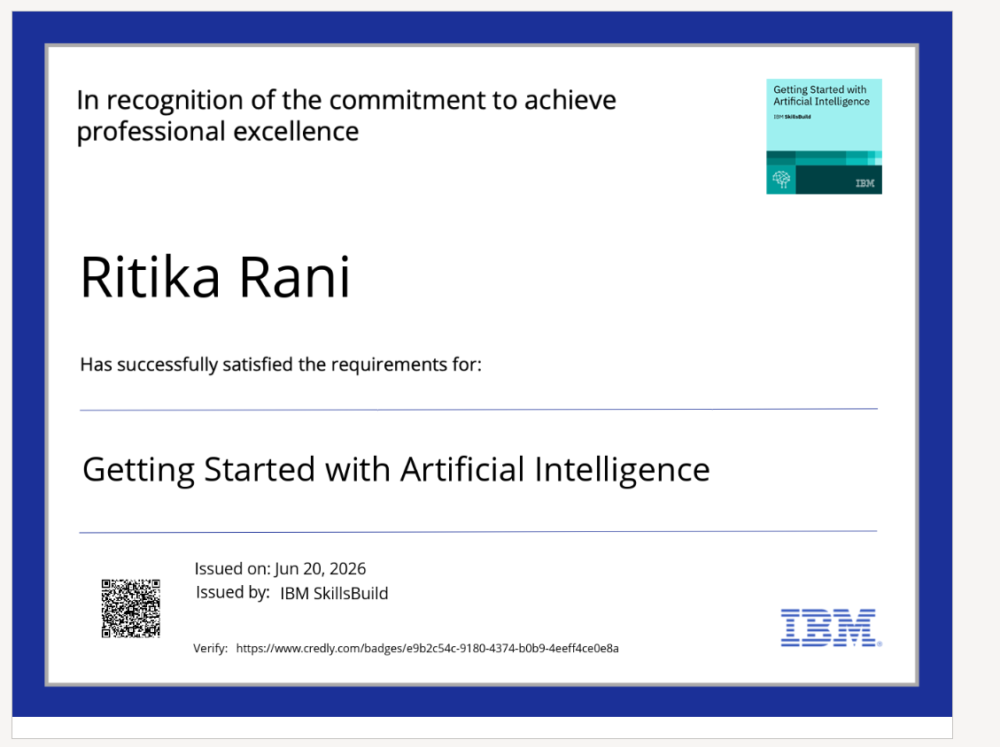 In recognition of the commitment to achieve
professional excellence
Getting Started with
Artificial Intelligence
IBM SkillsBuild
IBM
Ritika Rani
Has successfully satisfied the requirements for:
Getting Started with Artificial Intelligence
Issued on: Jun 20, 2026
Issued by: IBM SkillsBuild
Verify: https://www.credly.com/badges/e9b2c54c-9180-4374-b0b9-4eeff4ce0e8a
IBM®